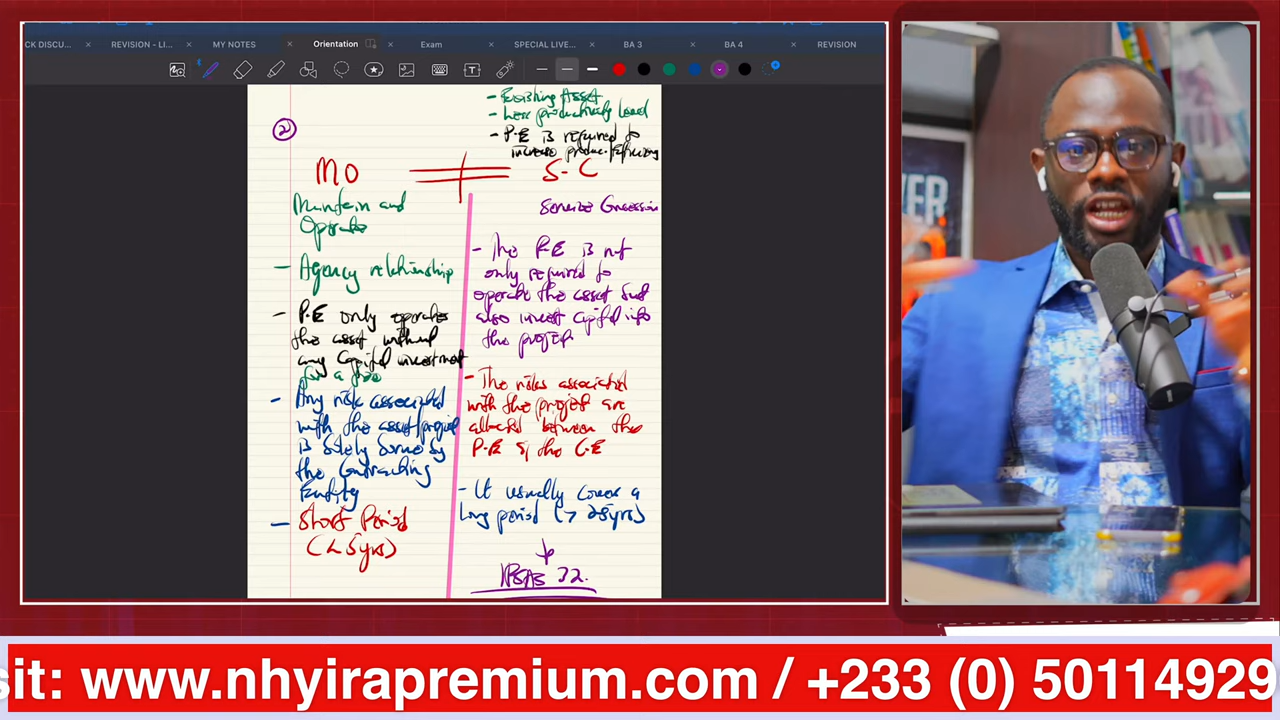 CK DISCU... × REVISION - LI... × MY NOTES × Orientation × Exam × SPECIAL LIVE... × BA 3 × BA 4 × REVISION
- Existing Asset
- Less productivity level
- P.E is required to
increase produc./efficiency
2
MO
S-C
Maintain and
Operate
- Agency relationship
- P.E only operates
the asset without
any Capital investment
for a fee
- Any risk associated
with the asset/project
is solely borne by
the Contracting
Entity
- Short Period
(< 5yrs)
Service Concession
- The P.E is not
only required to
operate the asset but
also invest capital into
the project
- The risks associated
with the project are
between the
P.E & the C.E
- It usually cover a
long period (> 25yrs)
IPSAS 32.
VER
sit: www.nhyirapremium.com / +233 (0) 50114929